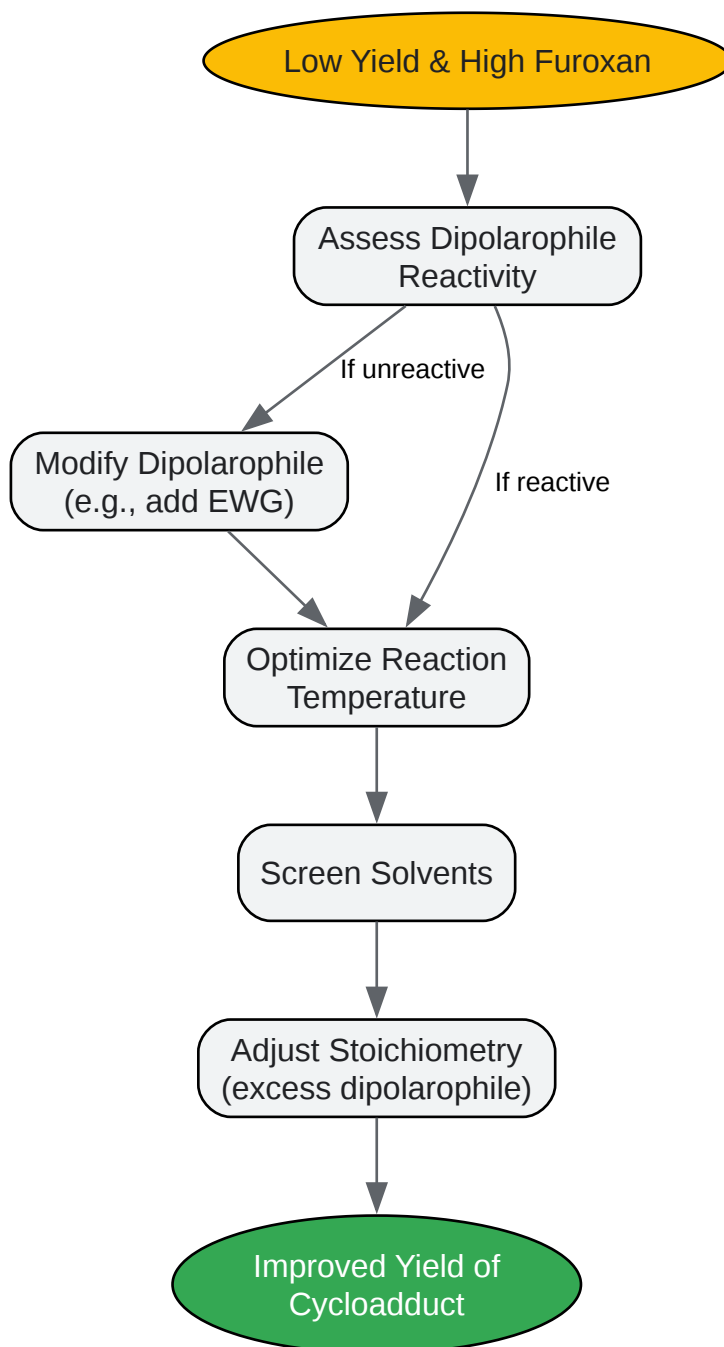 Low Yield & High Furoxan
Assess Dipolarophile
Reactivity
If unreactive
Modify Dipolarophile
(e.g., add EWG)
If reactive
Optimize Reaction
Temperature
Screen Solvents
Adjust Stoichiometry
(excess dipolarophile)
Improved Yield of
Cycloadduct